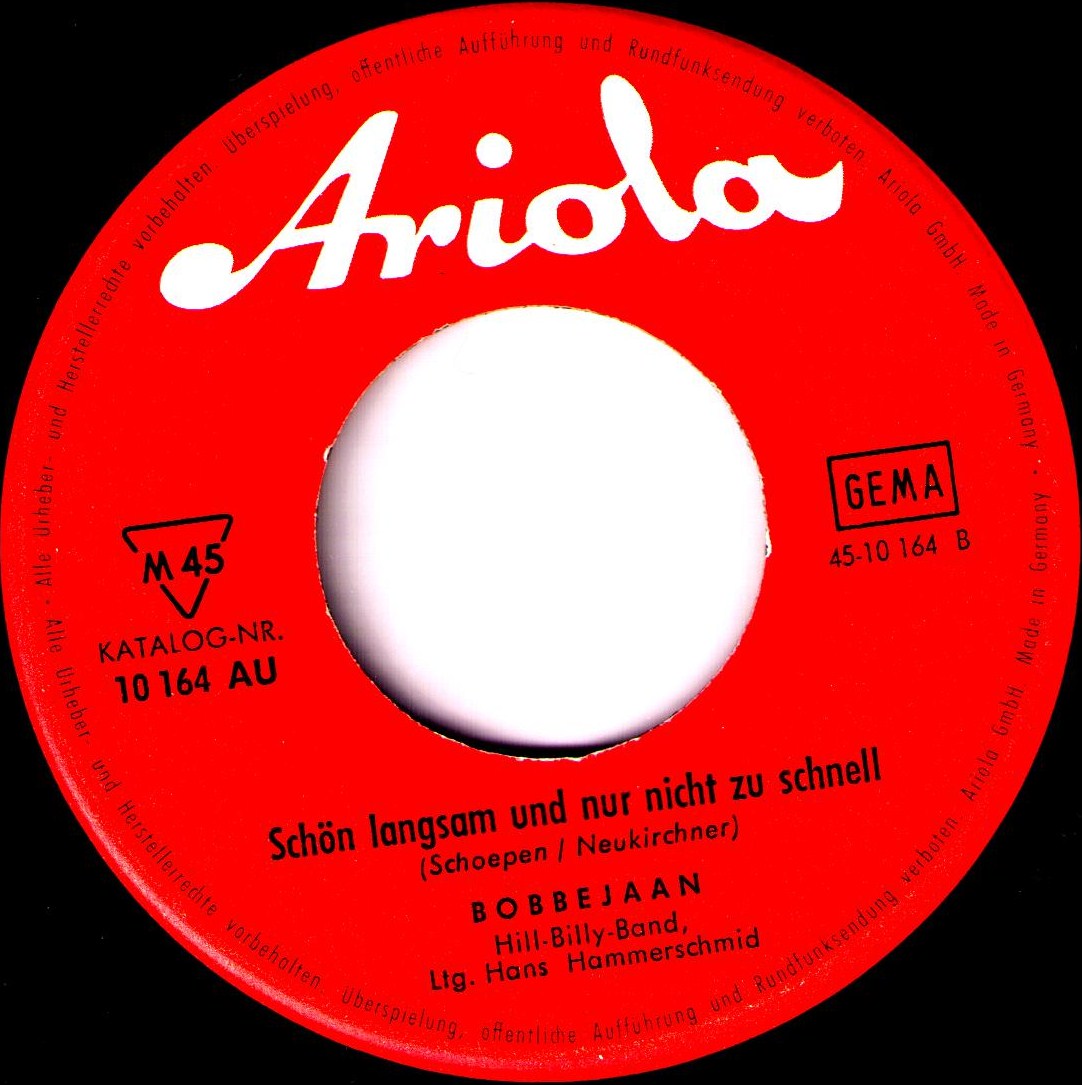 Alle Urheber- und Herstellerrechte vorbehalten. Überspielung, öffentliche Aufführung und Rundfunksendung verboten. Ariola GmbH Made in Germany •
Ariola
GEMA
45-10 164 B
M 45
KATALOG-NR.
10 164 AU
Schön langsam und nur nicht zu schnell
(Schoepen / Neukirchner)
BOBBEJAAN
Hill-Billy-Band,
Ltg. Hans Hammerschmid
Alle Urheber- und Herstellerrechte vorbehalten. Überspielung, öffentliche Aufführung und Rundfunksendung verboten Ariola GmbH Made in Germany •